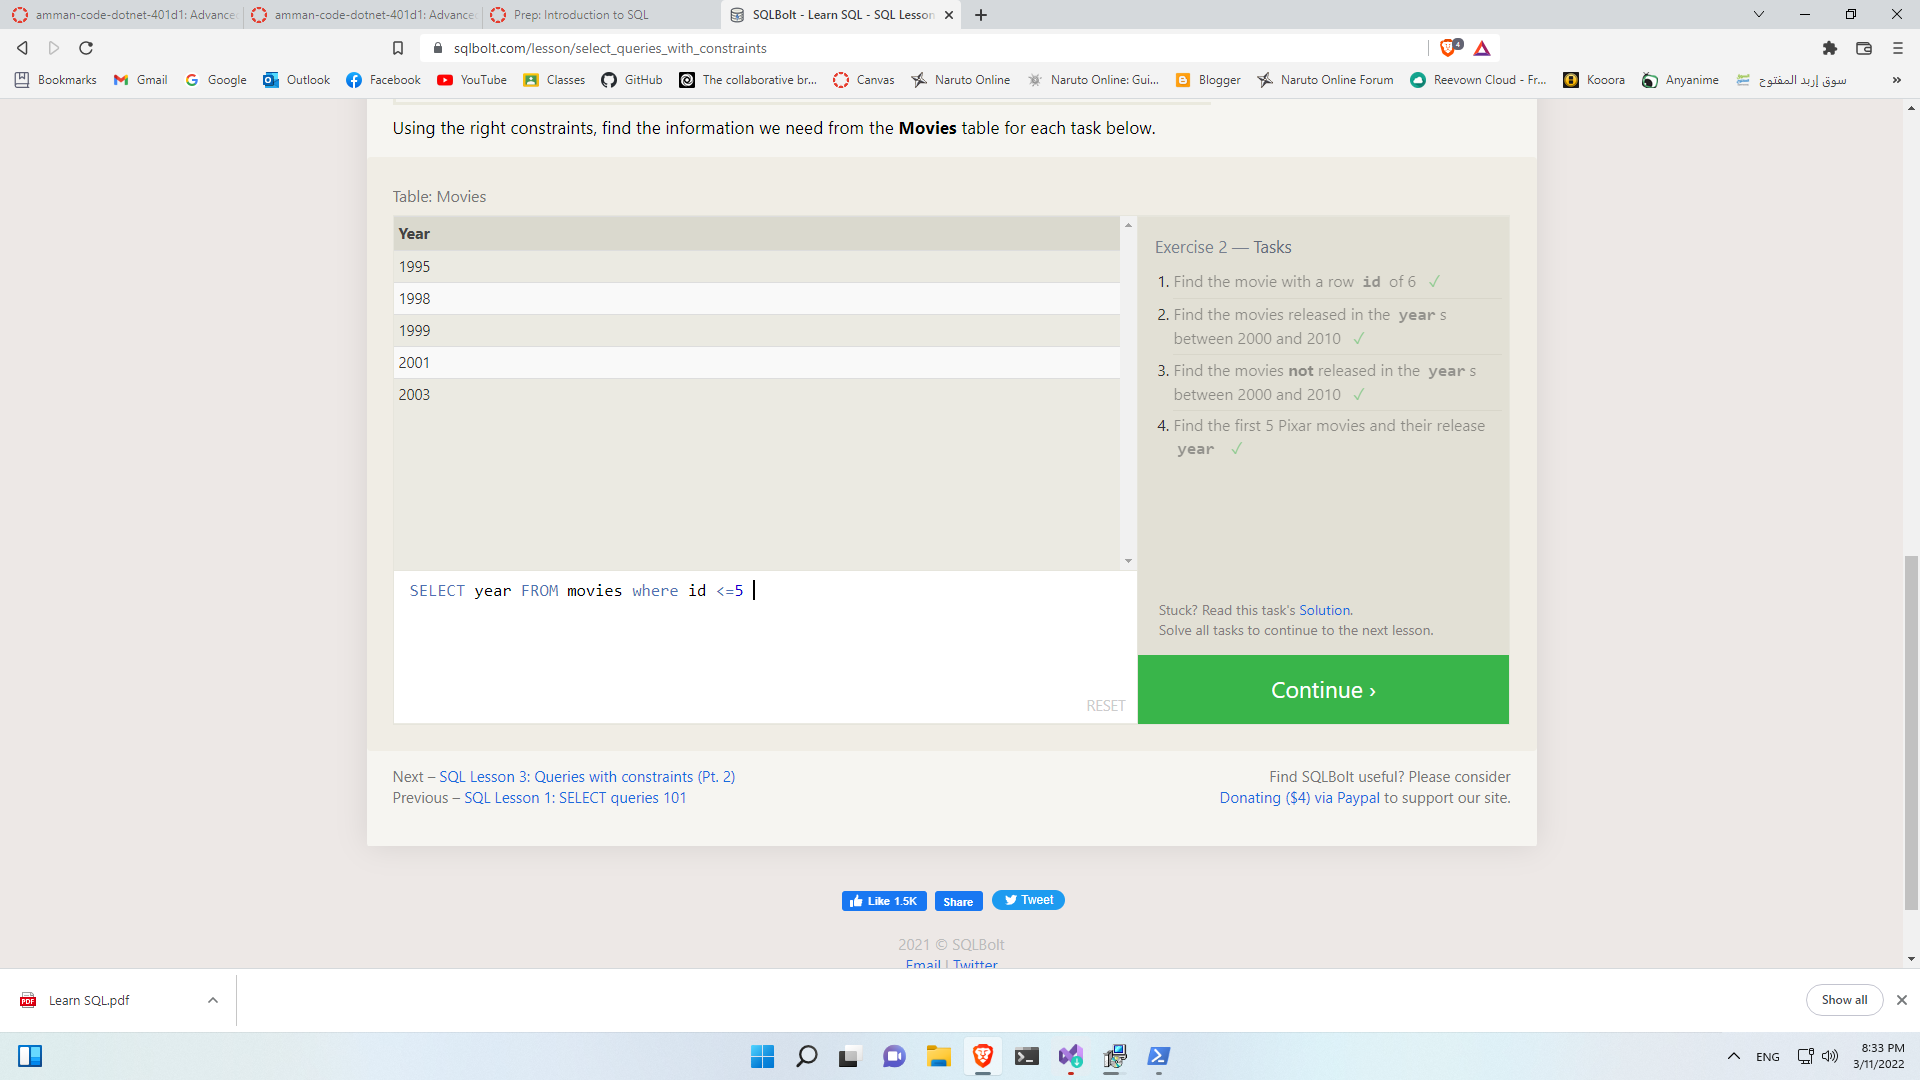 amman-code-dotnet-401d1: Advance
amman-code-dotnet-401d1: Advance
Prep: Introduction to SQL
SQLBolt - Learn SQL - SQL Lesson
sqlbolt.com/lesson/select_queries_with_constraints
4
Bookmarks
Gmail
Google
Outlook
Facebook
YouTube
Classes
GitHub
The collaborative br...
Canvas
Naruto Online
Naruto Online: Gui...
Blogger
Naruto Online Forum
Reevown Cloud - Fr...
Kooora
Anyanime
سوق إربد المفتوح
»
Using the right constraints, find the information we need from the Movies table for each task below.
Table: Movies
Year
1995
1998
1999
2001
2003
SELECT year FROM movies where id <=5
RESET
Exercise 2 — Tasks
1. Find the movie with a row id of 6 ✓
2. Find the movies released in the year s
between 2000 and 2010 ✓
3. Find the movies not released in the year s
between 2000 and 2010 ✓
4. Find the first 5 Pixar movies and their release
year ✓
Stuck? Read this task's Solution.
Solve all tasks to continue to the next lesson.
Continue ›
Next – SQL Lesson 3: Queries with constraints (Pt. 2)
Previous – SQL Lesson 1: SELECT queries 101
Find SQLBolt useful? Please consider
Donating ($4) via Paypal to support our site.
Like 1.5K
Share
Tweet
2021 © SQLBolt
Email | Twitter
PDF
Learn SQL.pdf
Show all
ENG
8:33 PM
3/11/2022